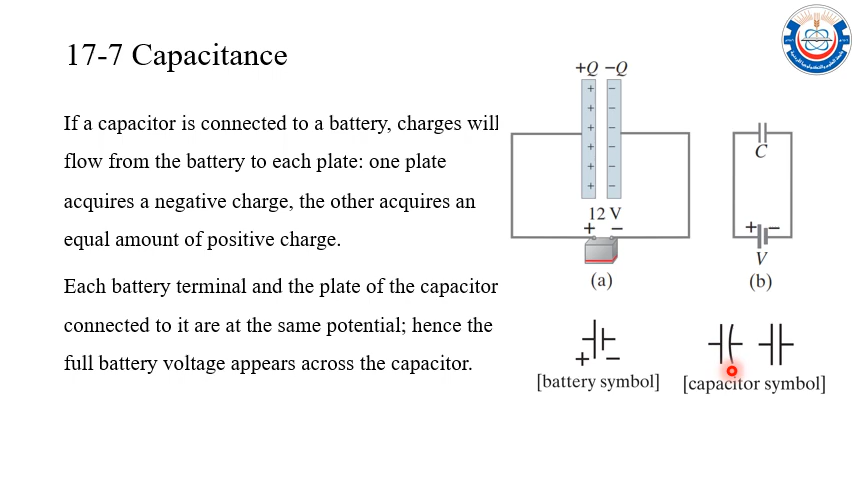 17-7 Capacitance
If a capacitor is connected to a battery, charges will
flow from the battery to each plate: one plate
acquires a negative charge, the other acquires an
equal amount of positive charge.
Each battery terminal and the plate of the capacitor
connected to it are at the same potential; hence the
full battery voltage appears across the capacitor.
+Q −Q
+ −
+ −
+ −
+ −
+ −
+ −
12 V
+ −
(a)
C
+ −
V
(b)
+ −
[battery symbol]
[capacitor symbol]